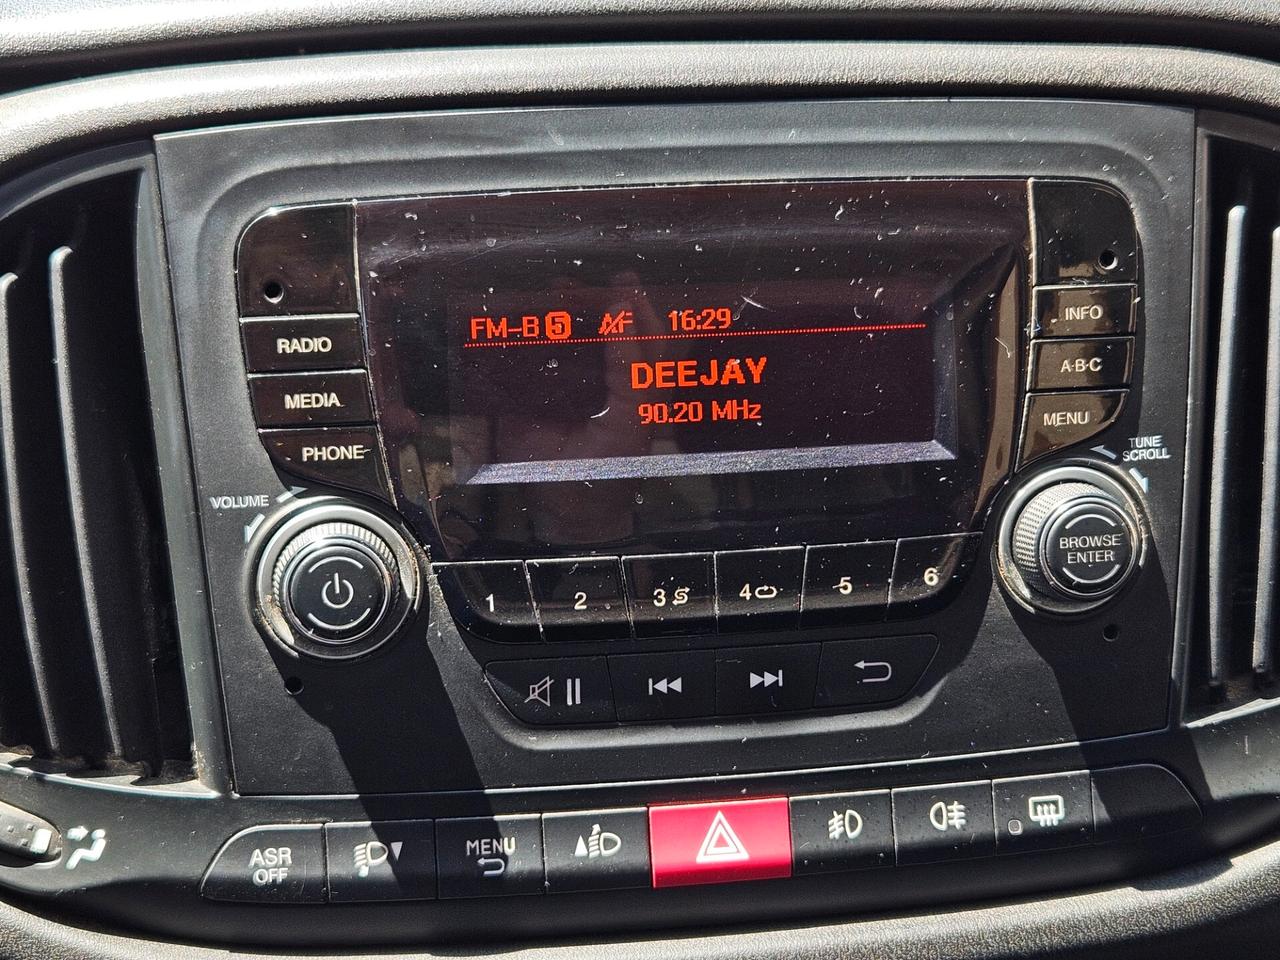 FM-B 5 AF 16:29
DEEJAY
90.20 MHz
RADIO
MEDIA
PHONE
VOLUME
INFO
A-B-C
MENU
TUNE
SCROLL
BROWSE
ENTER
1 2 3 4 5 6
ASR
OFF
MENU